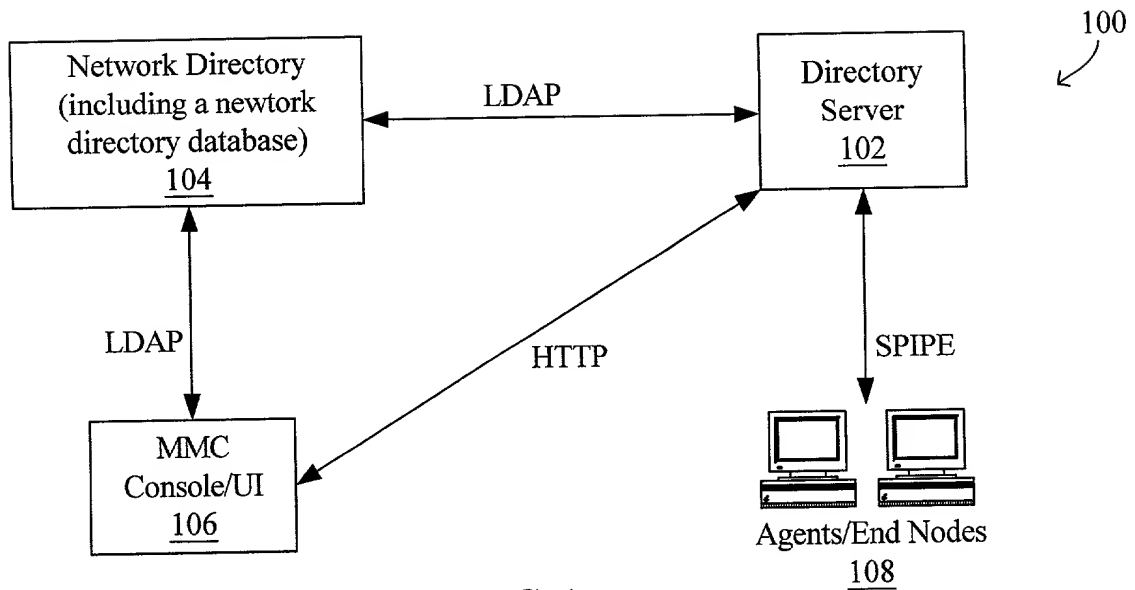 100
Network Directory
(including a newtork
directory database)
104
LDAP
Directory
Server
102
LDAP
HTTP
SPIPE
MMC
Console/UI
106
Agents/End Nodes
108